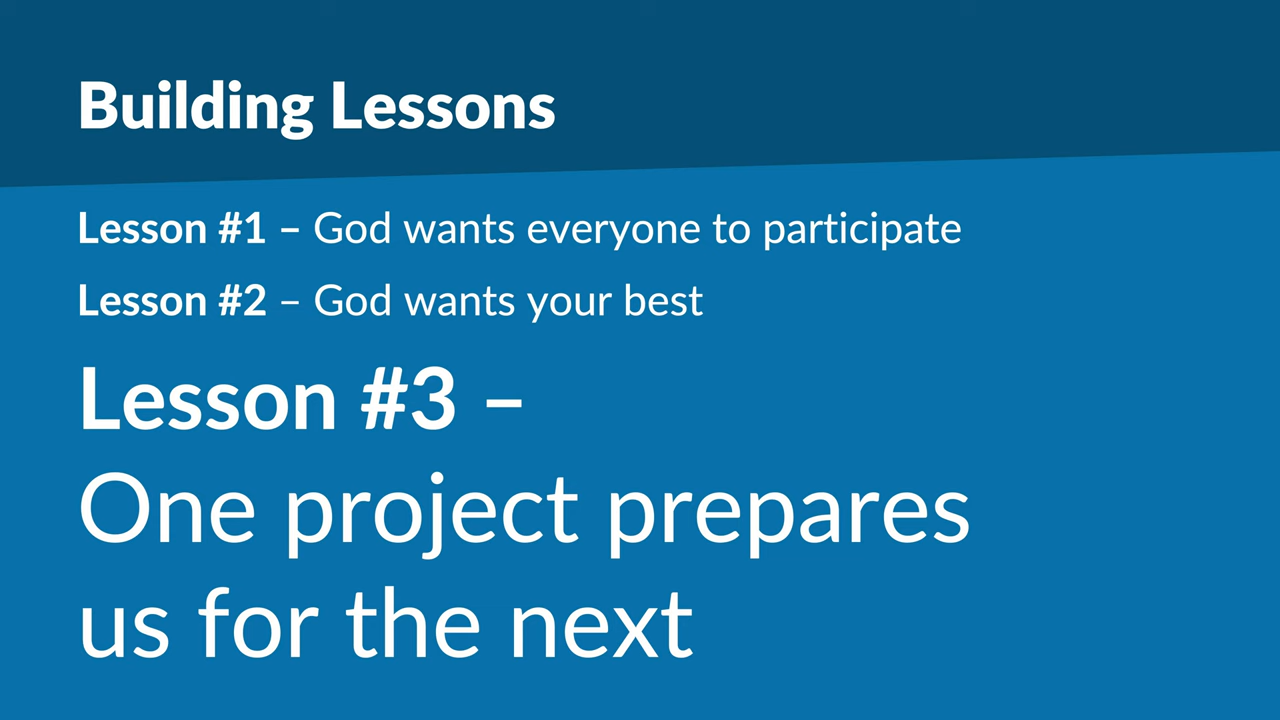 Building Lessons
Lesson #1 – God wants everyone to participate
Lesson #2 – God wants your best
Lesson #3 –
One project prepares
us for the next